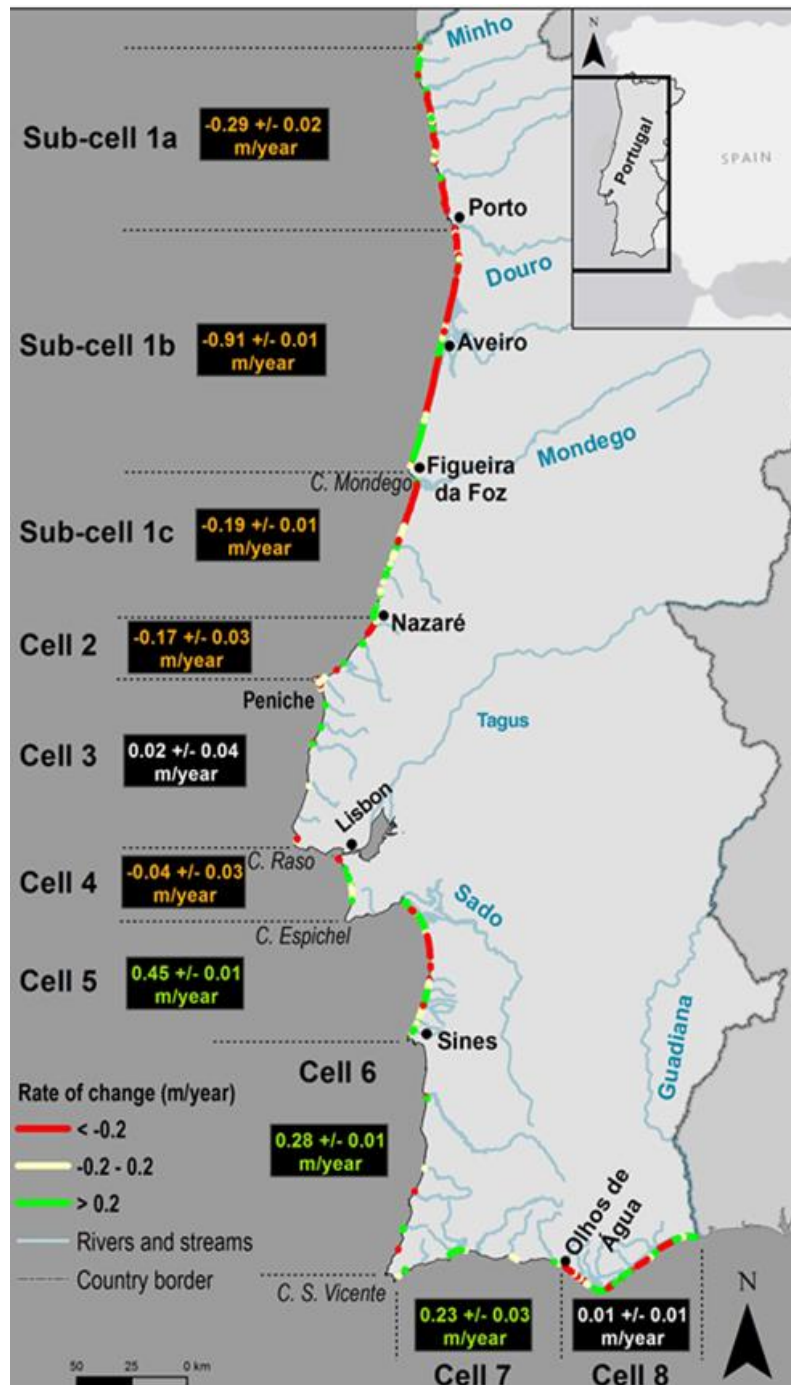 Minho
N
Portugal
SPAIN
Sub-cell 1a
-0.29 +/- 0.02
m/year
Porto
Douro
Sub-cell 1b
-0.91 +/- 0.01
m/year
Aveiro
Mondego
C. Mondego
Figueira
da Foz
Sub-cell 1c
-0.19 +/- 0.01
m/year
Nazaré
Cell 2
-0.17 +/- 0.03
m/year
Peniche
Tagus
Cell 3
0.02 +/- 0.04
m/year
Lisbon
C. Raso
Cell 4
-0.04 +/- 0.03
m/year
Sado
C. Espichel
Cell 5
0.45 +/- 0.01
m/year
Guadiana
Sines
Cell 6
0.28 +/- 0.01
m/year
Rate of change (m/year)
< -0.2
-0.2 - 0.2
> 0.2
Rivers and streams
Country border
Olhos de
Água
C. S. Vicente
0.23 +/- 0.03
m/year
Cell 7
0.01 +/- 0.01
m/year
Cell 8
N
50 25 0 km